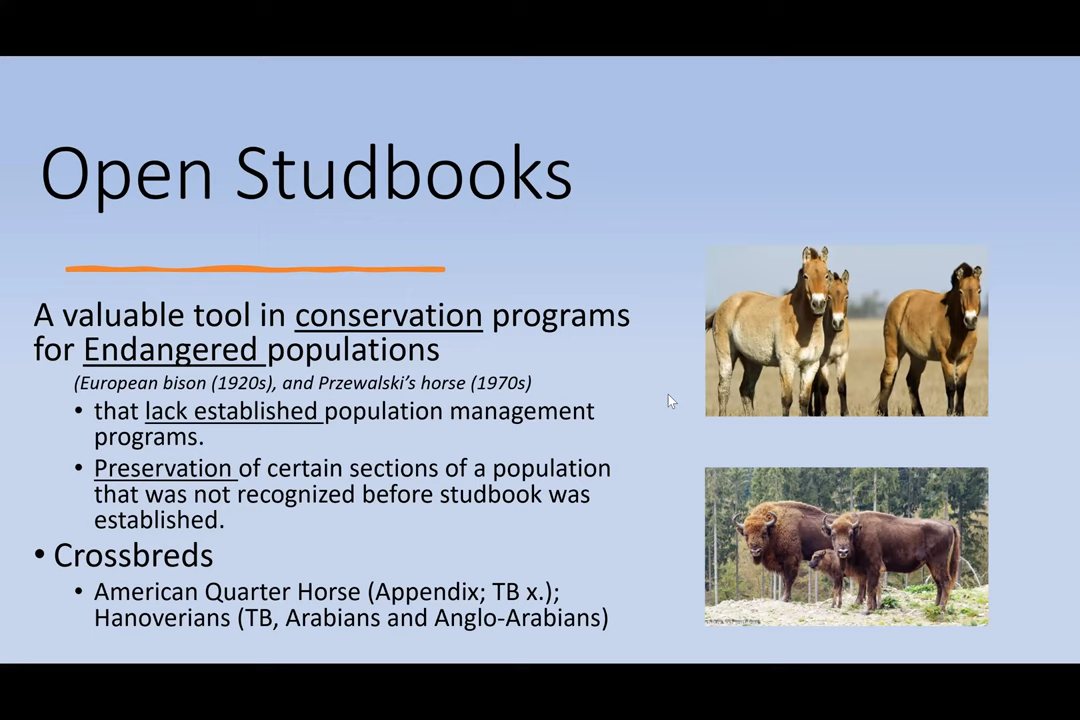 Open Studbooks
A valuable tool in conservation programs
for Endangered populations
(European bison (1920s), and Przewalski’s horse (1970s)
• that lack established population management
programs.
• Preservation of certain sections of a population
that was not recognized before studbook was
established.
• Crossbreds
• American Quarter Horse (Appendix; TB x.);
Hanoverians (TB, Arabians and Anglo-Arabians)